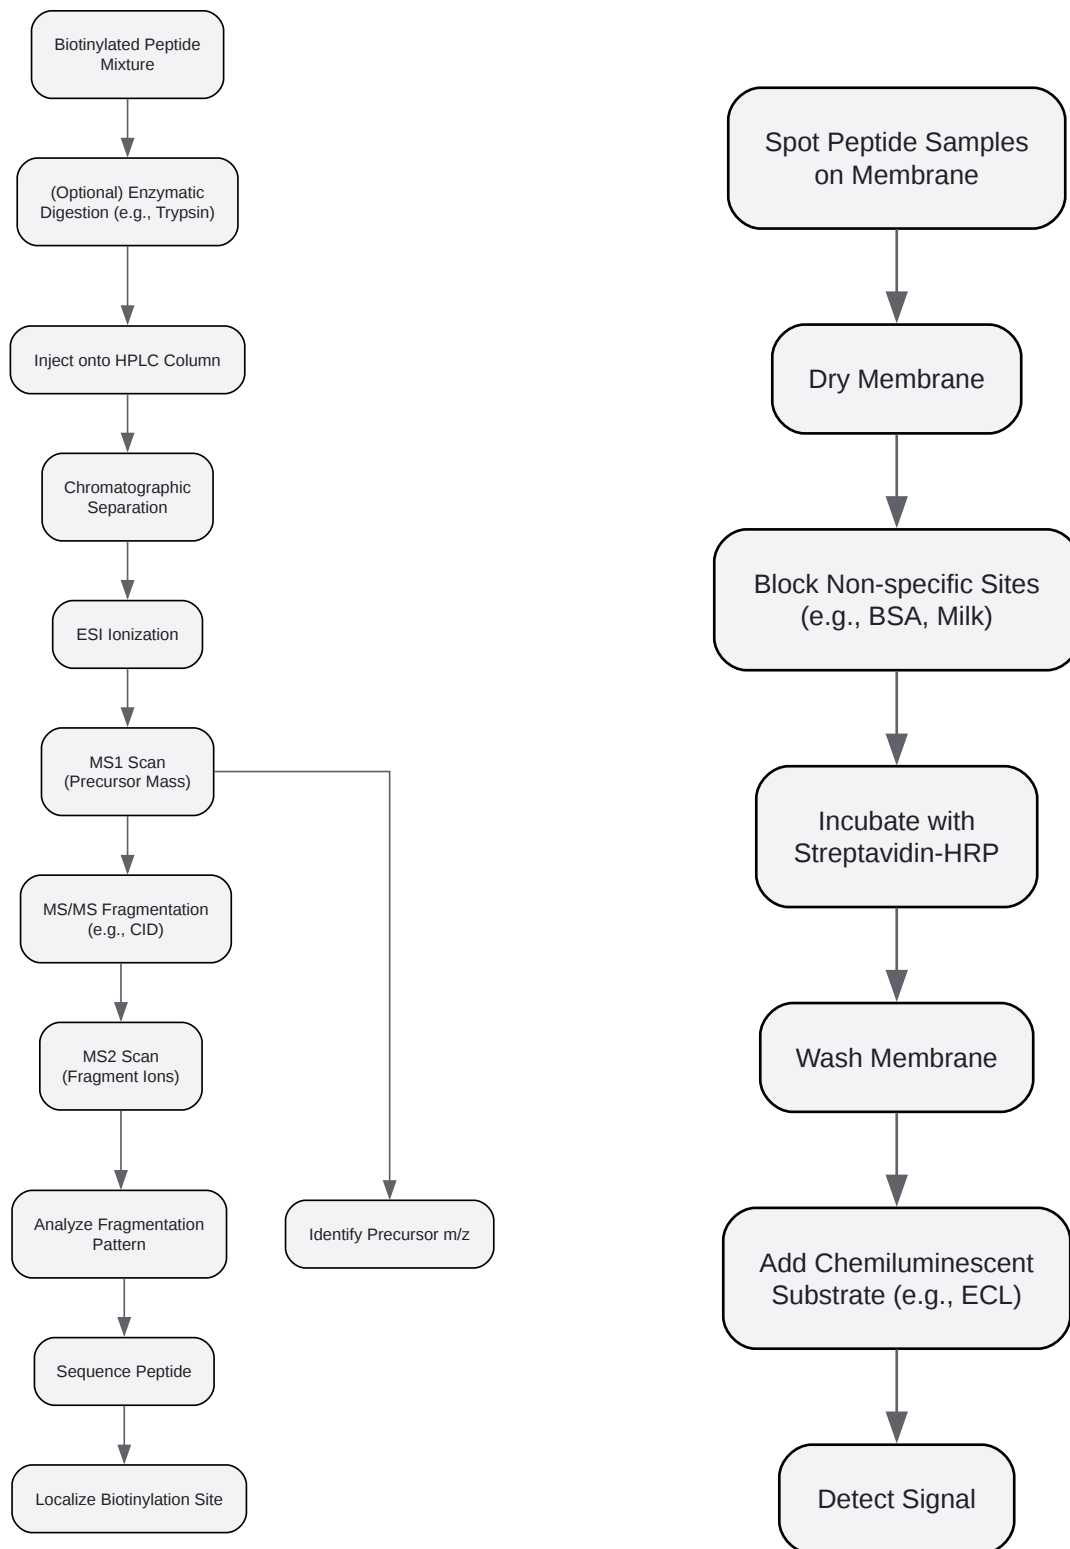 Biotinylated Peptide
Mixture
(Optional) Enzymatic
Digestion (e.g., Trypsin)
Inject onto HPLC Column
Chromatographic
Separation
ESI Ionization
MS1 Scan
(Precursor Mass)
MS/MS Fragmentation
(e.g., CID)
MS2 Scan
(Fragment Ions)
Analyze Fragmentation
Pattern
Identify Precursor m/z
Sequence Peptide
Localize Biotinylation Site
Spot Peptide Samples
on Membrane
Dry Membrane
Block Non-specific Sites
(e.g., BSA, Milk)
Incubate with
Streptavidin-HRP
Wash Membrane
Add Chemiluminescent
Substrate (e.g., ECL)
Detect Signal